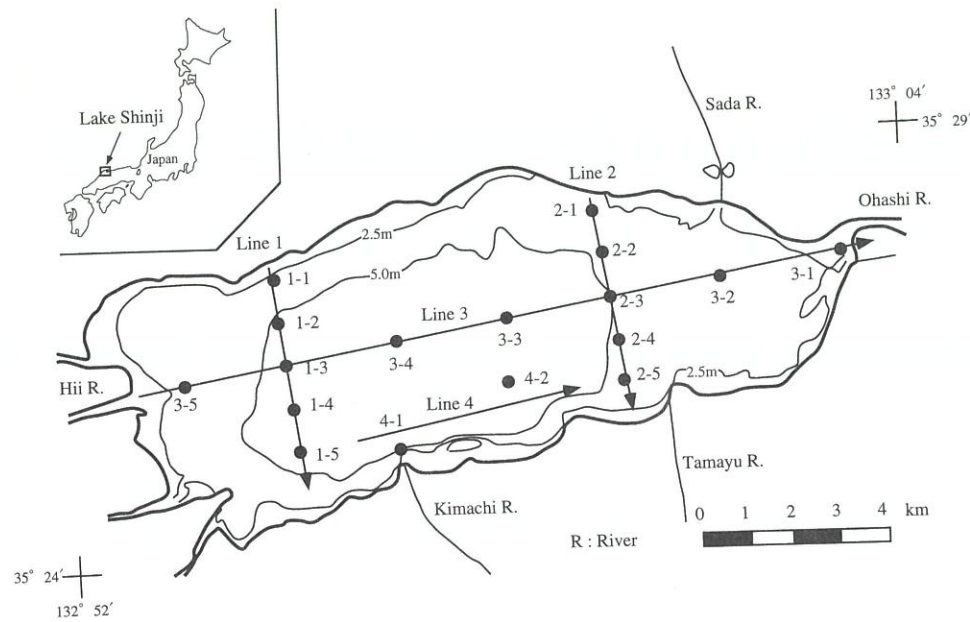 Lake Shinji
Japan
133° 04′
35° 29′
Sada R.
Ohashi R.
Line 2
2-1
2.5m
Line 1
1-1
5.0m
2-2
3-1
3-2
2-3
1-2
Line 3
3-3
2-4
3-4
1-3
4-2
2-5
2.5m
Hii R.
3-5
1-4
Line 4
4-1
1-5
Tamayu R.
Kimachi R.
0 1 2 3 4 km
R : River
35° 24′
132° 52′